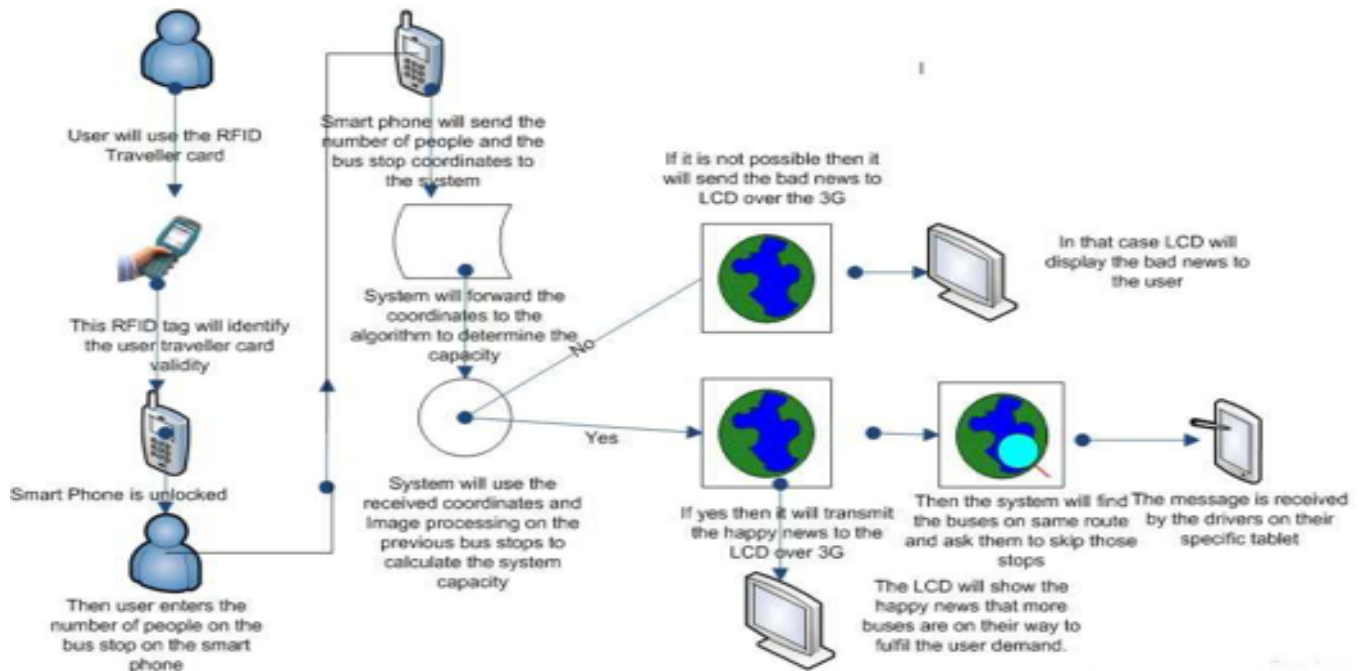 User will use the RFID
Traveller card
This RFID tag will identify
the user traveller card
validity
Smart Phone is unlocked
Then user enters the
number of people on the
bus stop on the smart
phone
Smart phone will send the
number of people and the
bus stop coordinates to
the system
System will forward the
coordinates to the
algorithm to determine the
capacity
System will use the
received coordinates and
Image processing on the
previous bus stops to
calculate the system
capacity
No
Yes
If it is not possible then it
will send the bad news to
LCD over the 3G
In that case LCD will
display the bad news to
the user
If yes then it will transmit
the happy news to the
LCD over 3G
The LCD will show the
happy news that more
buses are on their way to
fulfil the user demand.
Then the system will find
the buses on same route
and ask them to skip those
stops
The message is received
by the drivers on their
specific tablet